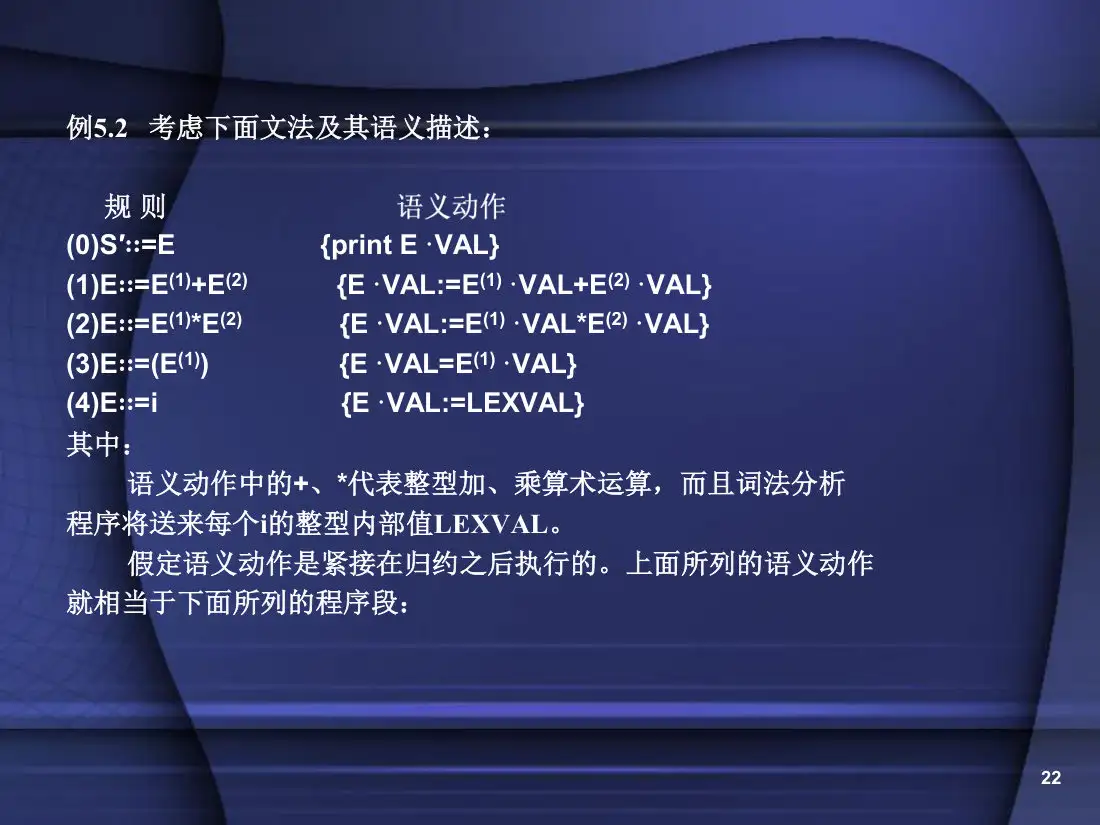 例5.2 考虑下面文法及其语义描述：
规 则 语义动作
(0)S′::=E {print E ·VAL}
(1)E::=E(1)+E(2) {E ·VAL:=E(1) ·VAL+E(2) ·VAL}
(2)E::=E(1)*E(2) {E ·VAL:=E(1) ·VAL*E(2) ·VAL}
(3)E::=(E(1)) {E ·VAL=E(1) ·VAL}
(4)E::=i {E ·VAL:=LEXVAL}
其中：
语义动作中的+、*代表整型加、乘算术运算，而且词法分析
程序将送来每个i的整型内部值LEXVAL。
假定语义动作是紧接在归约之后执行的。上面所列的语义动作
就相当于下面所列的程序段：
22